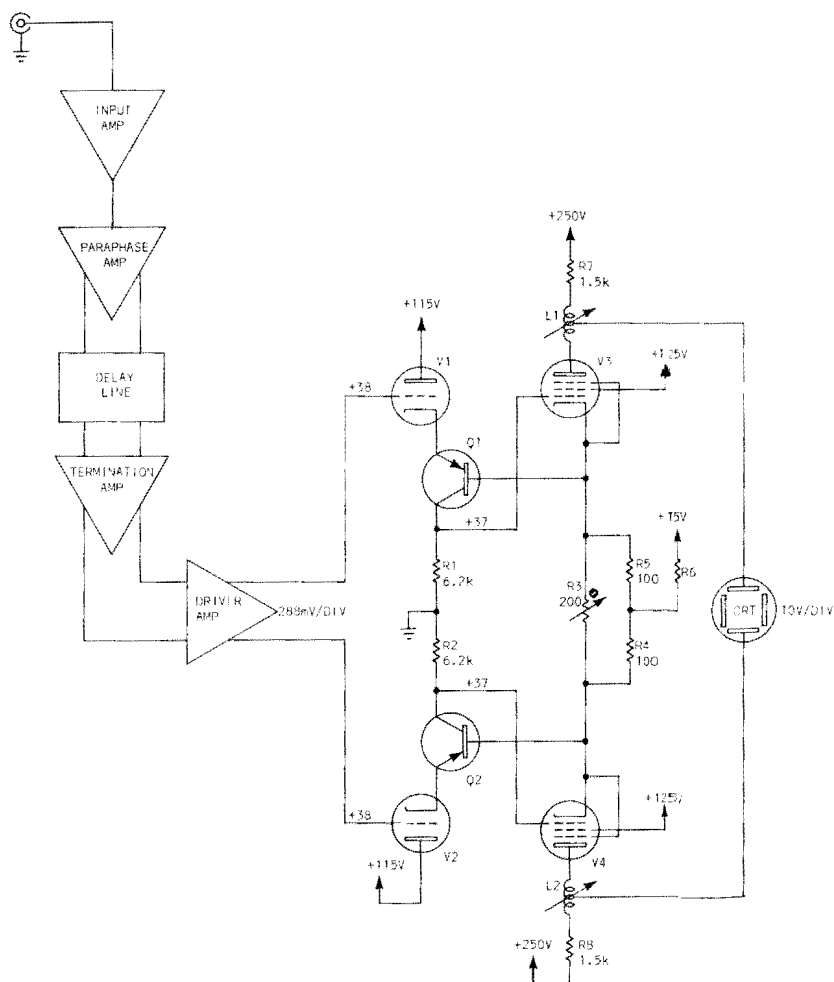 INPUT
AMP
PARAPHASE
AMP
DELAY
LINE
TERMINATION
AMP
DRIVER
AMP
288mV/DIV
+38
+38
+115V
V1
Q1
+37
R1
6.2k
R2
6.2k
+37
Q2
V2
+115V
+250V
R7
1.5k
L1
V3
+125V
+15V
R5
100
R6
R3
200
R4
100
CRT
10V/DIV
+125V
V4
L2
+250V
R8
1.5k